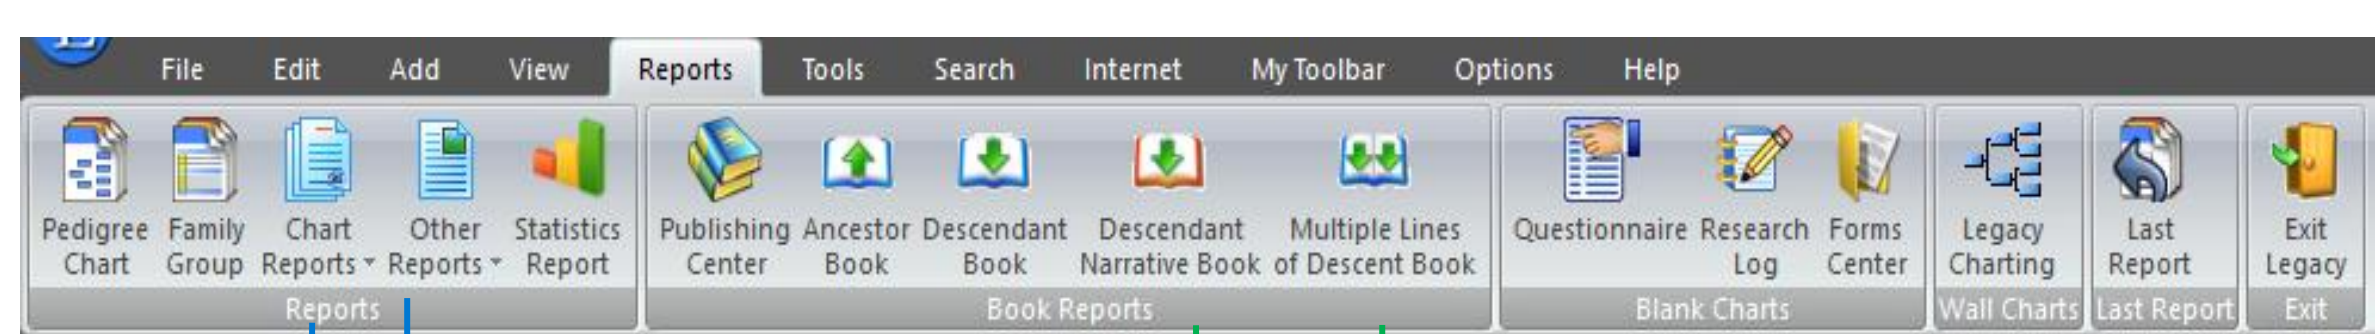 File Edit Add View Reports Tools Search Internet My Toolbar Options Help
Pedigree Family Chart Other Statistics Publishing Ancestor Descendant Descendant Multiple Lines Questionnaire Research Forms Legacy Last Exit
Chart Group Reports Reports Report Center Book Book Narrative Book of Descent Book Log Center Charting Report Legacy
Reports Book Reports Blank Charts Wall Charts Last Report Exit